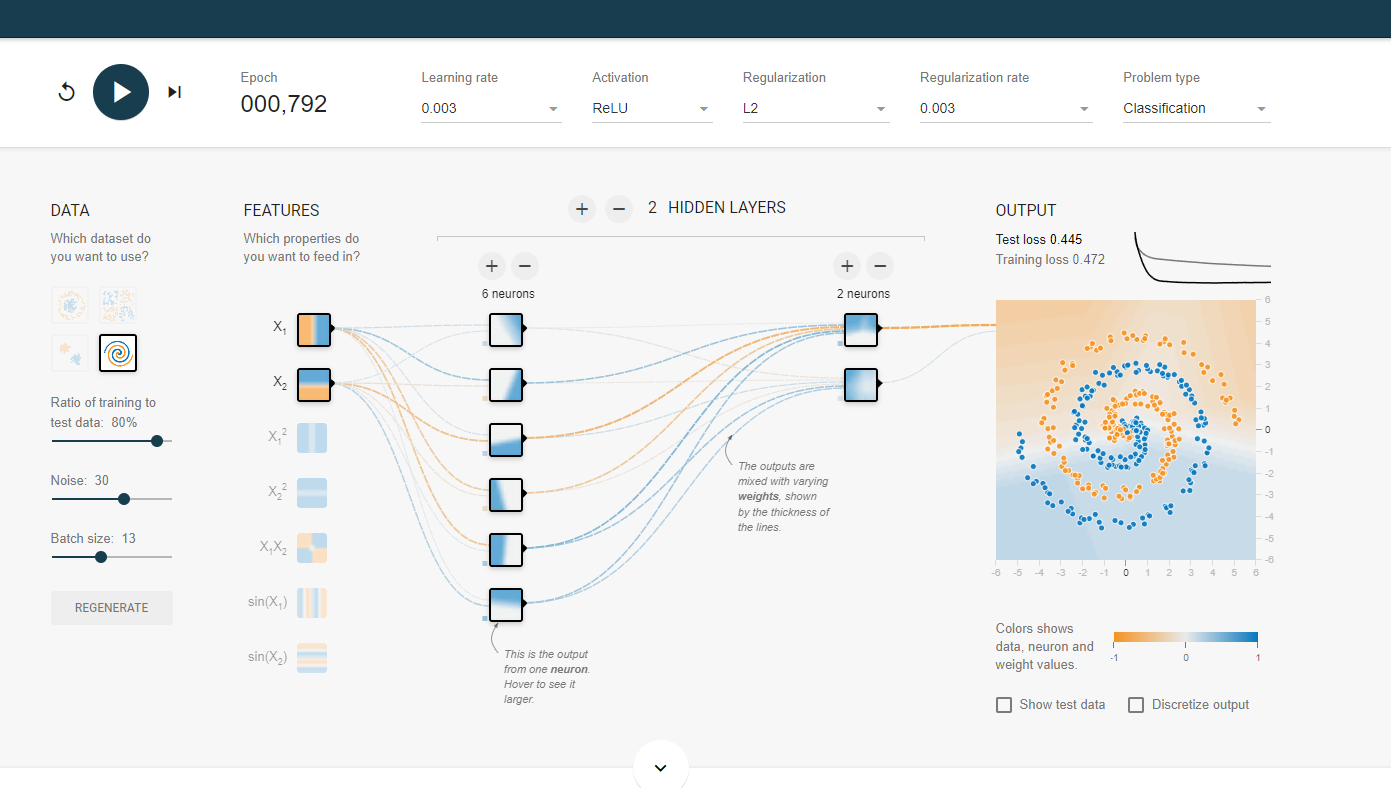 Epoch
000,792
Learning rate
0.003
Activation
ReLU
Regularization
L2
Regularization rate
0.003
Problem type
Classification
DATA
Which dataset do
you want to use?
Ratio of training to
test data: 80%
Noise: 30
Batch size: 13
REGENERATE
FEATURES
Which properties do
you want to feed in?
X1
X2
X1²
X2²
X1X2
sin(X1)
sin(X2)
+ − 2 HIDDEN LAYERS
+ −
6 neurons
+ −
2 neurons
The outputs are
mixed with varying
weights, shown
by the thickness of
the lines.
This is the output
from one neuron.
Hover to see it
larger.
OUTPUT
Test loss 0.445
Training loss 0.472
6
5
4
3
2
1
0
-1
-2
-3
-4
-5
-6
-6 -5 -4 -3 -2 -1 0 1 2 3 4 5 6
Colors shows
data, neuron and
weight values.
-1 0 1
Show test data
Discretize output